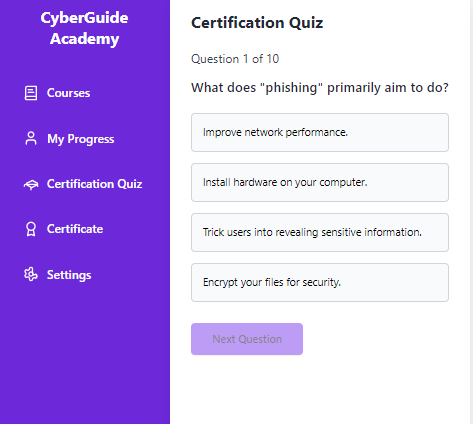 CyberGuide
Academy
Courses
My Progress
Certification Quiz
Certificate
Settings
Certification Quiz
Question 1 of 10
What does "phishing" primarily aim to do?
Improve network performance.
Install hardware on your computer.
Trick users into revealing sensitive information.
Encrypt your files for security.
Next Question